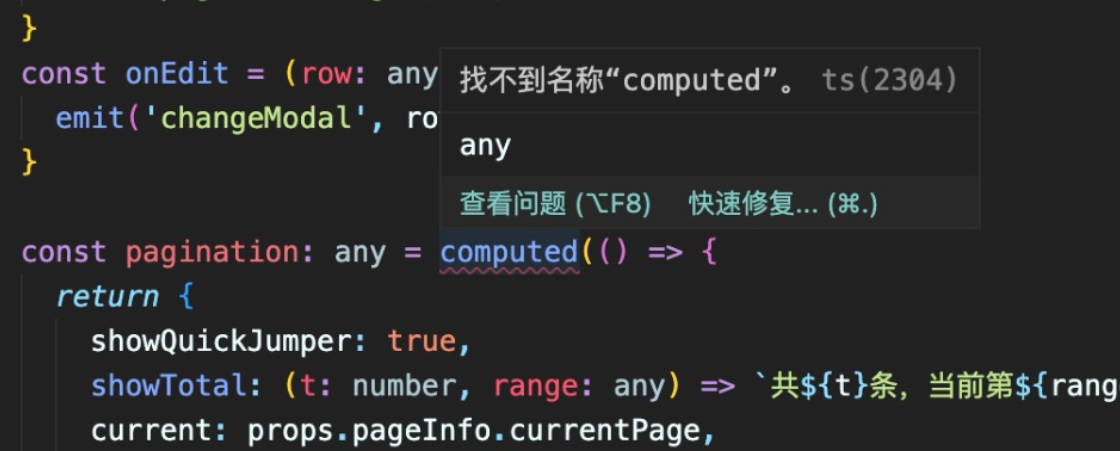 }
const onEdit = (row: any
找不到名称“computed”。 ts(2304)
emit('changeModal', ro
any
}
查看问题 (⌥F8) 快速修复... (⌘.)
const pagination: any = computed(() => {
return {
showQuickJumper: true,
showTotal: (t: number, range: any) => `共${t}条，当前第${rang
current: props.pageInfo.currentPage,